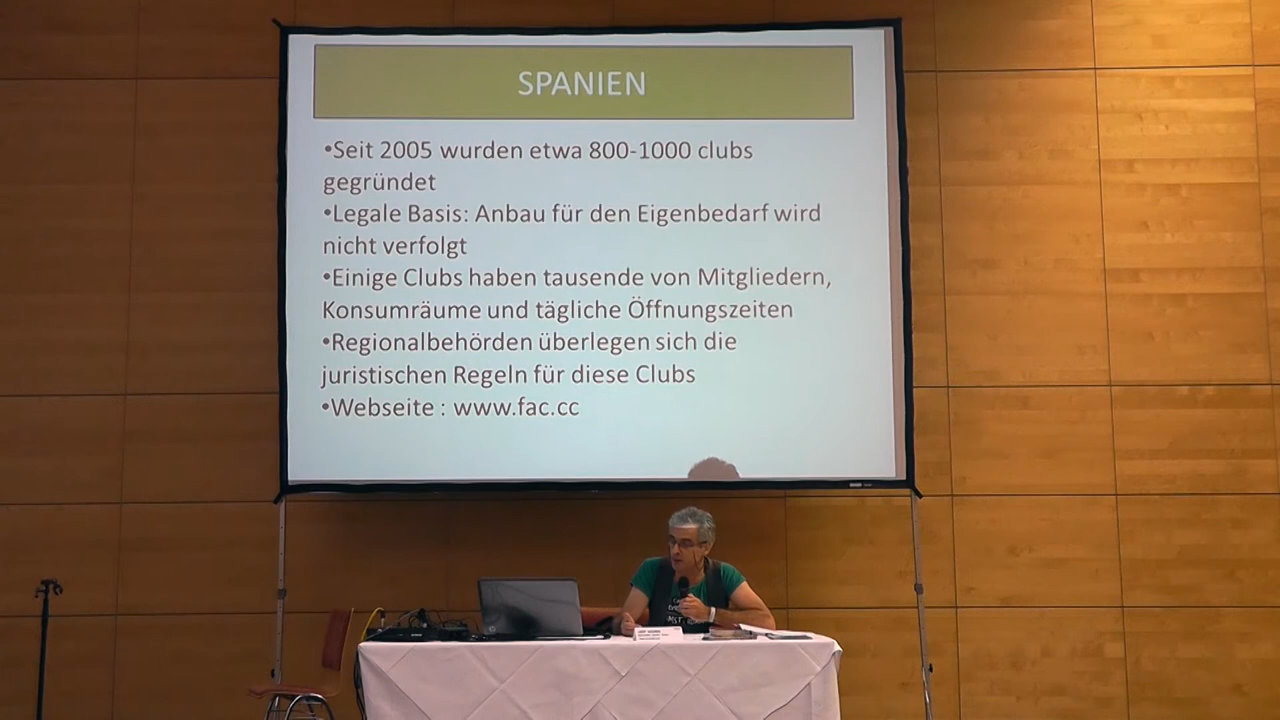 SPANIEN
•Seit 2005 wurden etwa 800-1000 clubs
gegründet
•Legale Basis: Anbau für den Eigenbedarf wird
nicht verfolgt
•Einige Clubs haben tausende von Mitgliedern,
Konsumräume und tägliche Öffnungszeiten
•Regionalbehörden überlegen sich die
juristischen Regeln für diese Clubs
•Webseite : www.fac.cc